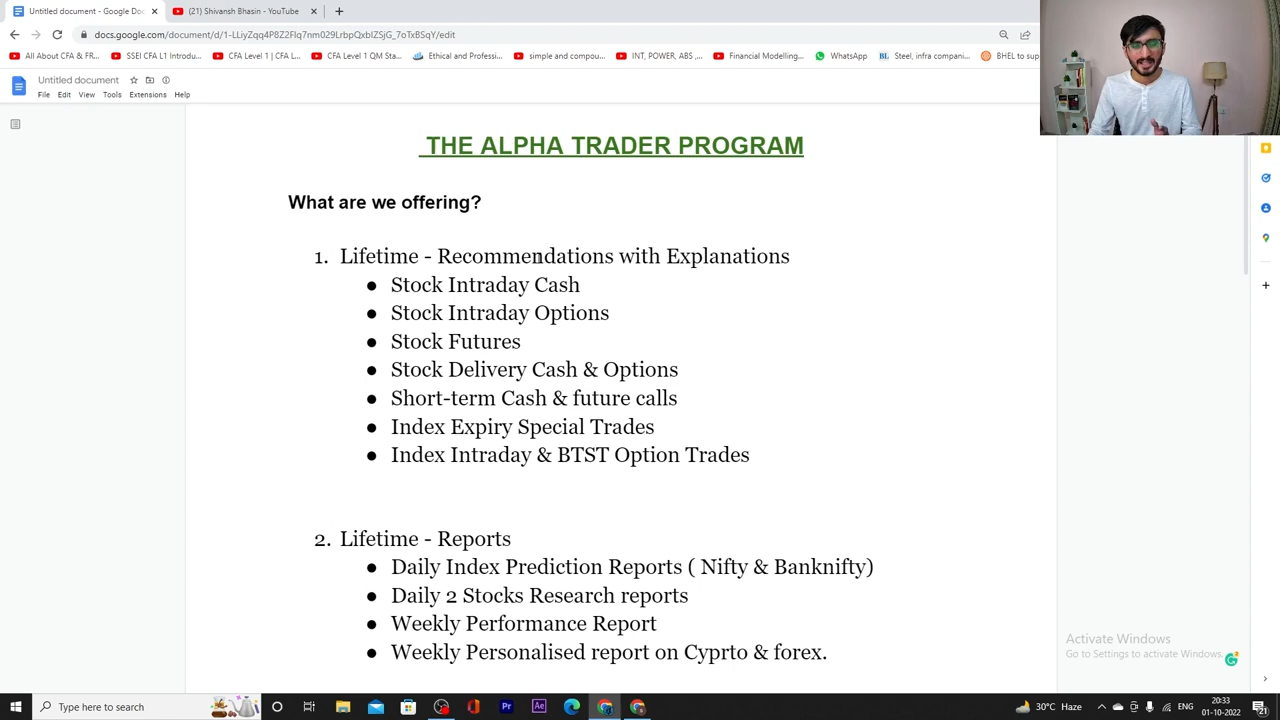 Untitled document - Google Doc
(21) Shivansh Bhasin - YouTube
docs.google.com/document/d/1-LLiyZqq4P8Z2FIq7nm029LrbpQxbIZSjG_7oTxBSqY/edit
All About CFA & FR...
SSEI CFA L1 Introdu...
CFA Level 1 | CFA L...
CFA Level 1 QM Sta...
Ethical and Professi...
simple and compou...
INT, POWER, ABS ,...
Financial Modelling...
WhatsApp
BL Steel, infra compani...
BHEL to sup
Untitled document
File Edit View Tools Extensions Help
THE ALPHA TRADER PROGRAM
What are we offering?
1. Lifetime - Recommendations with Explanations
● Stock Intraday Cash
● Stock Intraday Options
● Stock Futures
● Stock Delivery Cash & Options
● Short-term Cash & future calls
● Index Expiry Special Trades
● Index Intraday & BTST Option Trades
2. Lifetime - Reports
● Daily Index Prediction Reports ( Nifty & Banknifty)
● Daily 2 Stocks Research reports
● Weekly Performance Report
● Weekly Personalised report on Cyprto & forex.
Activate Windows
Go to Settings to activate Windows.
Type here to search
Pr
Ae
30°C Haze
ENG
20:33
01-10-2022
21